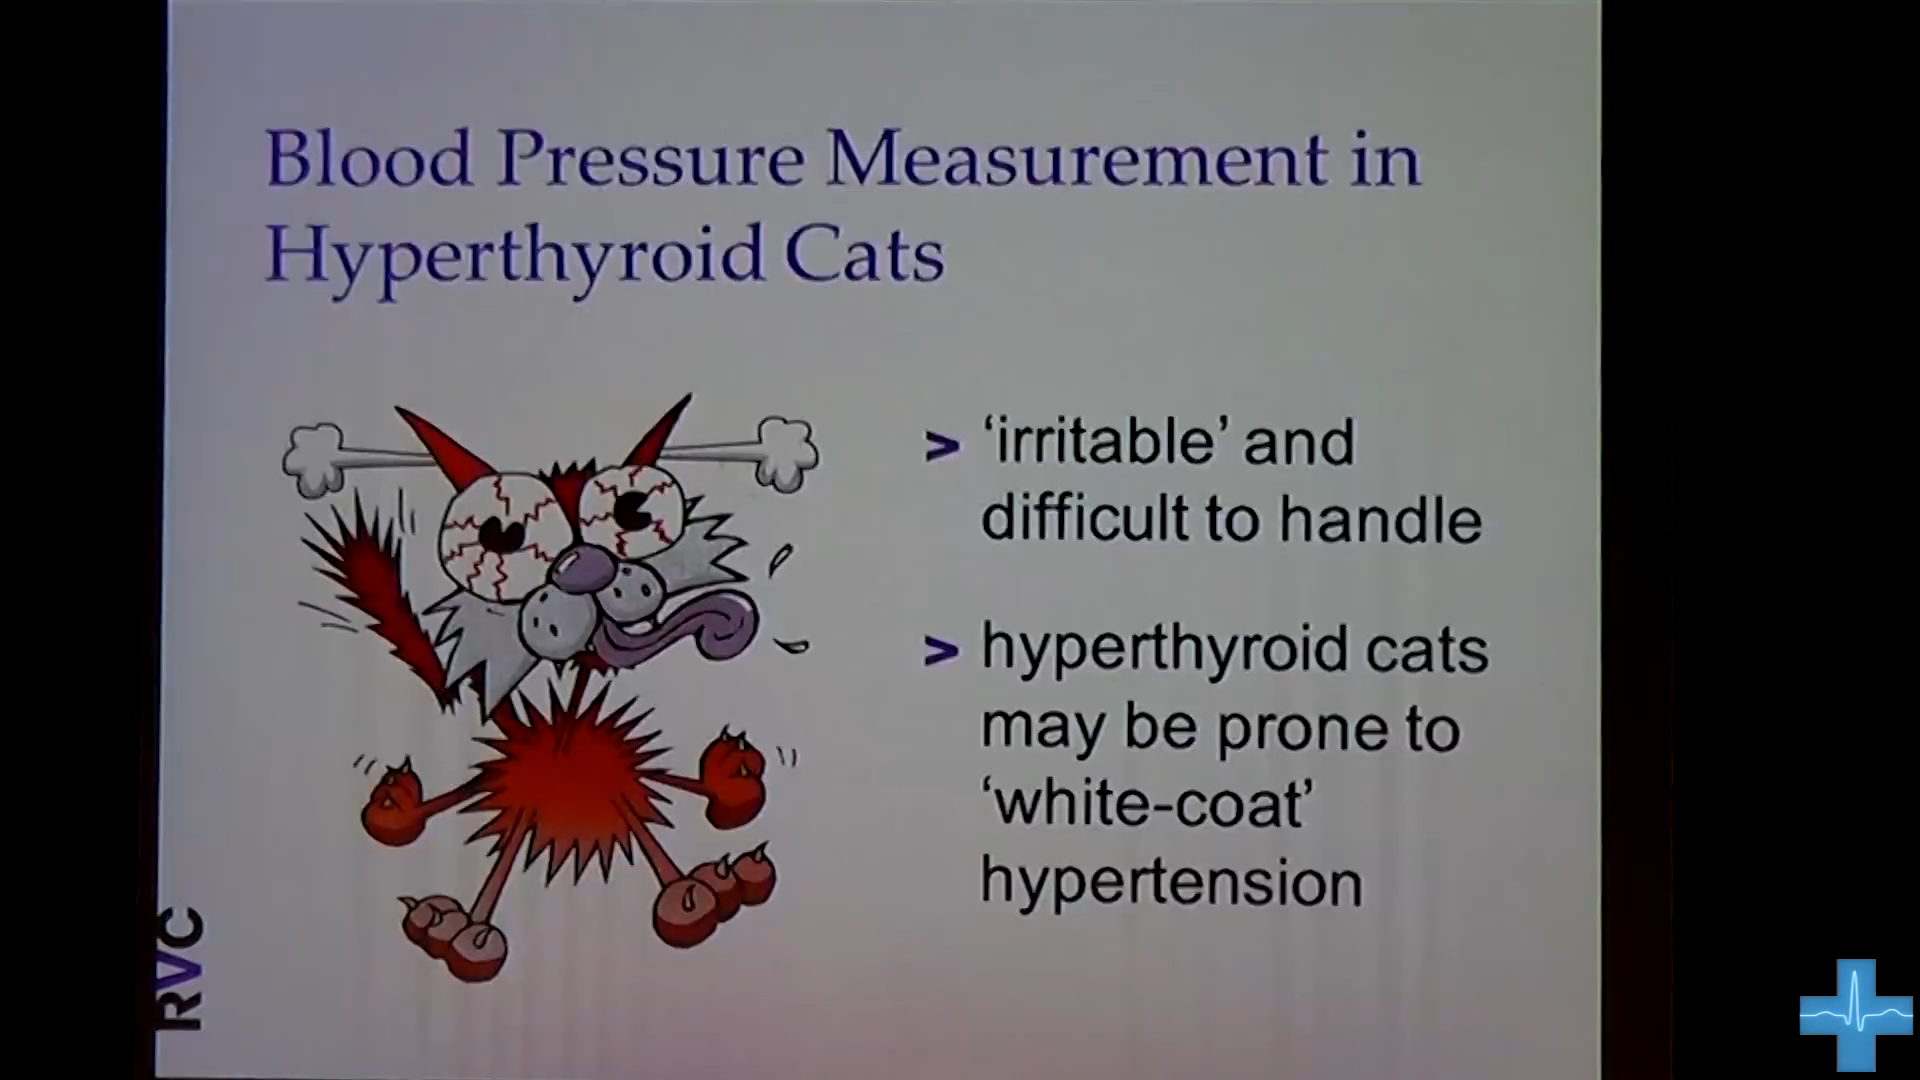 Blood Pressure Measurement in
Hyperthyroid Cats
> ‘irritable’ and
difficult to handle
> hyperthyroid cats
may be prone to
‘white-coat’
hypertension
RVC